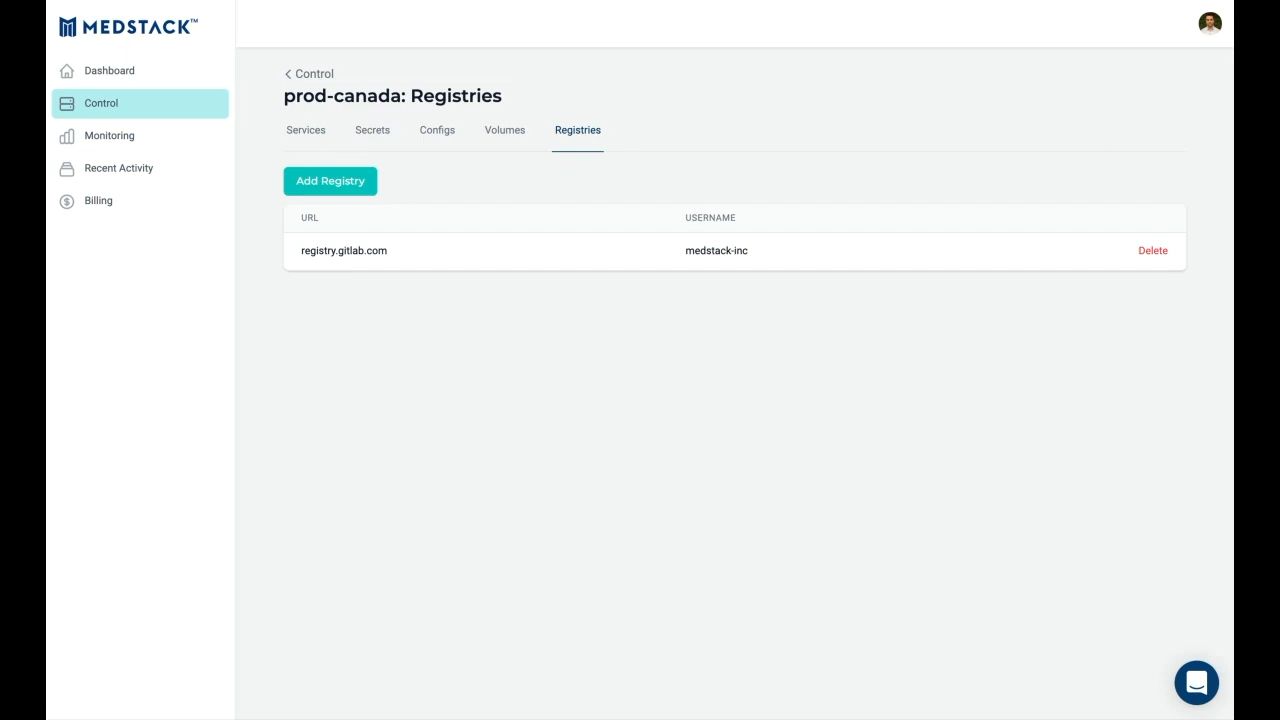 MEDSTACK™
Dashboard
Control
Monitoring
Recent Activity
Billing
Control
prod-canada: Registries
Services Secrets Configs Volumes Registries
Add Registry
URL USERNAME
registry.gitlab.com medstack-inc Delete